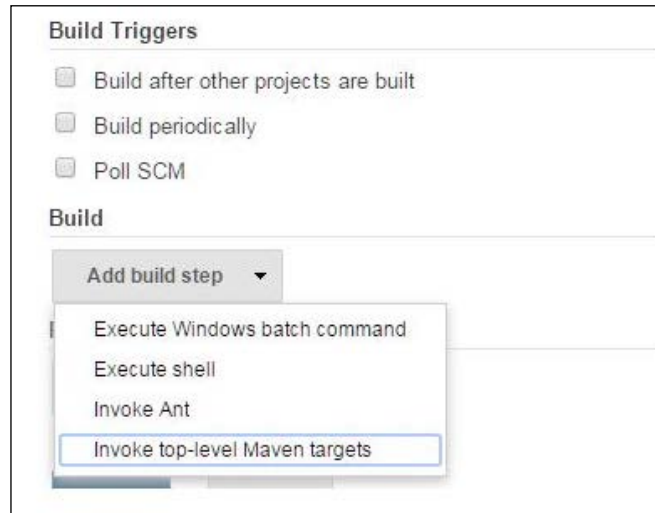 Build Triggers
Build after other projects are built
Build periodically
Poll SCM
Build
Add build step
Execute Windows batch command
Execute shell
Invoke Ant
Invoke top-level Maven targets